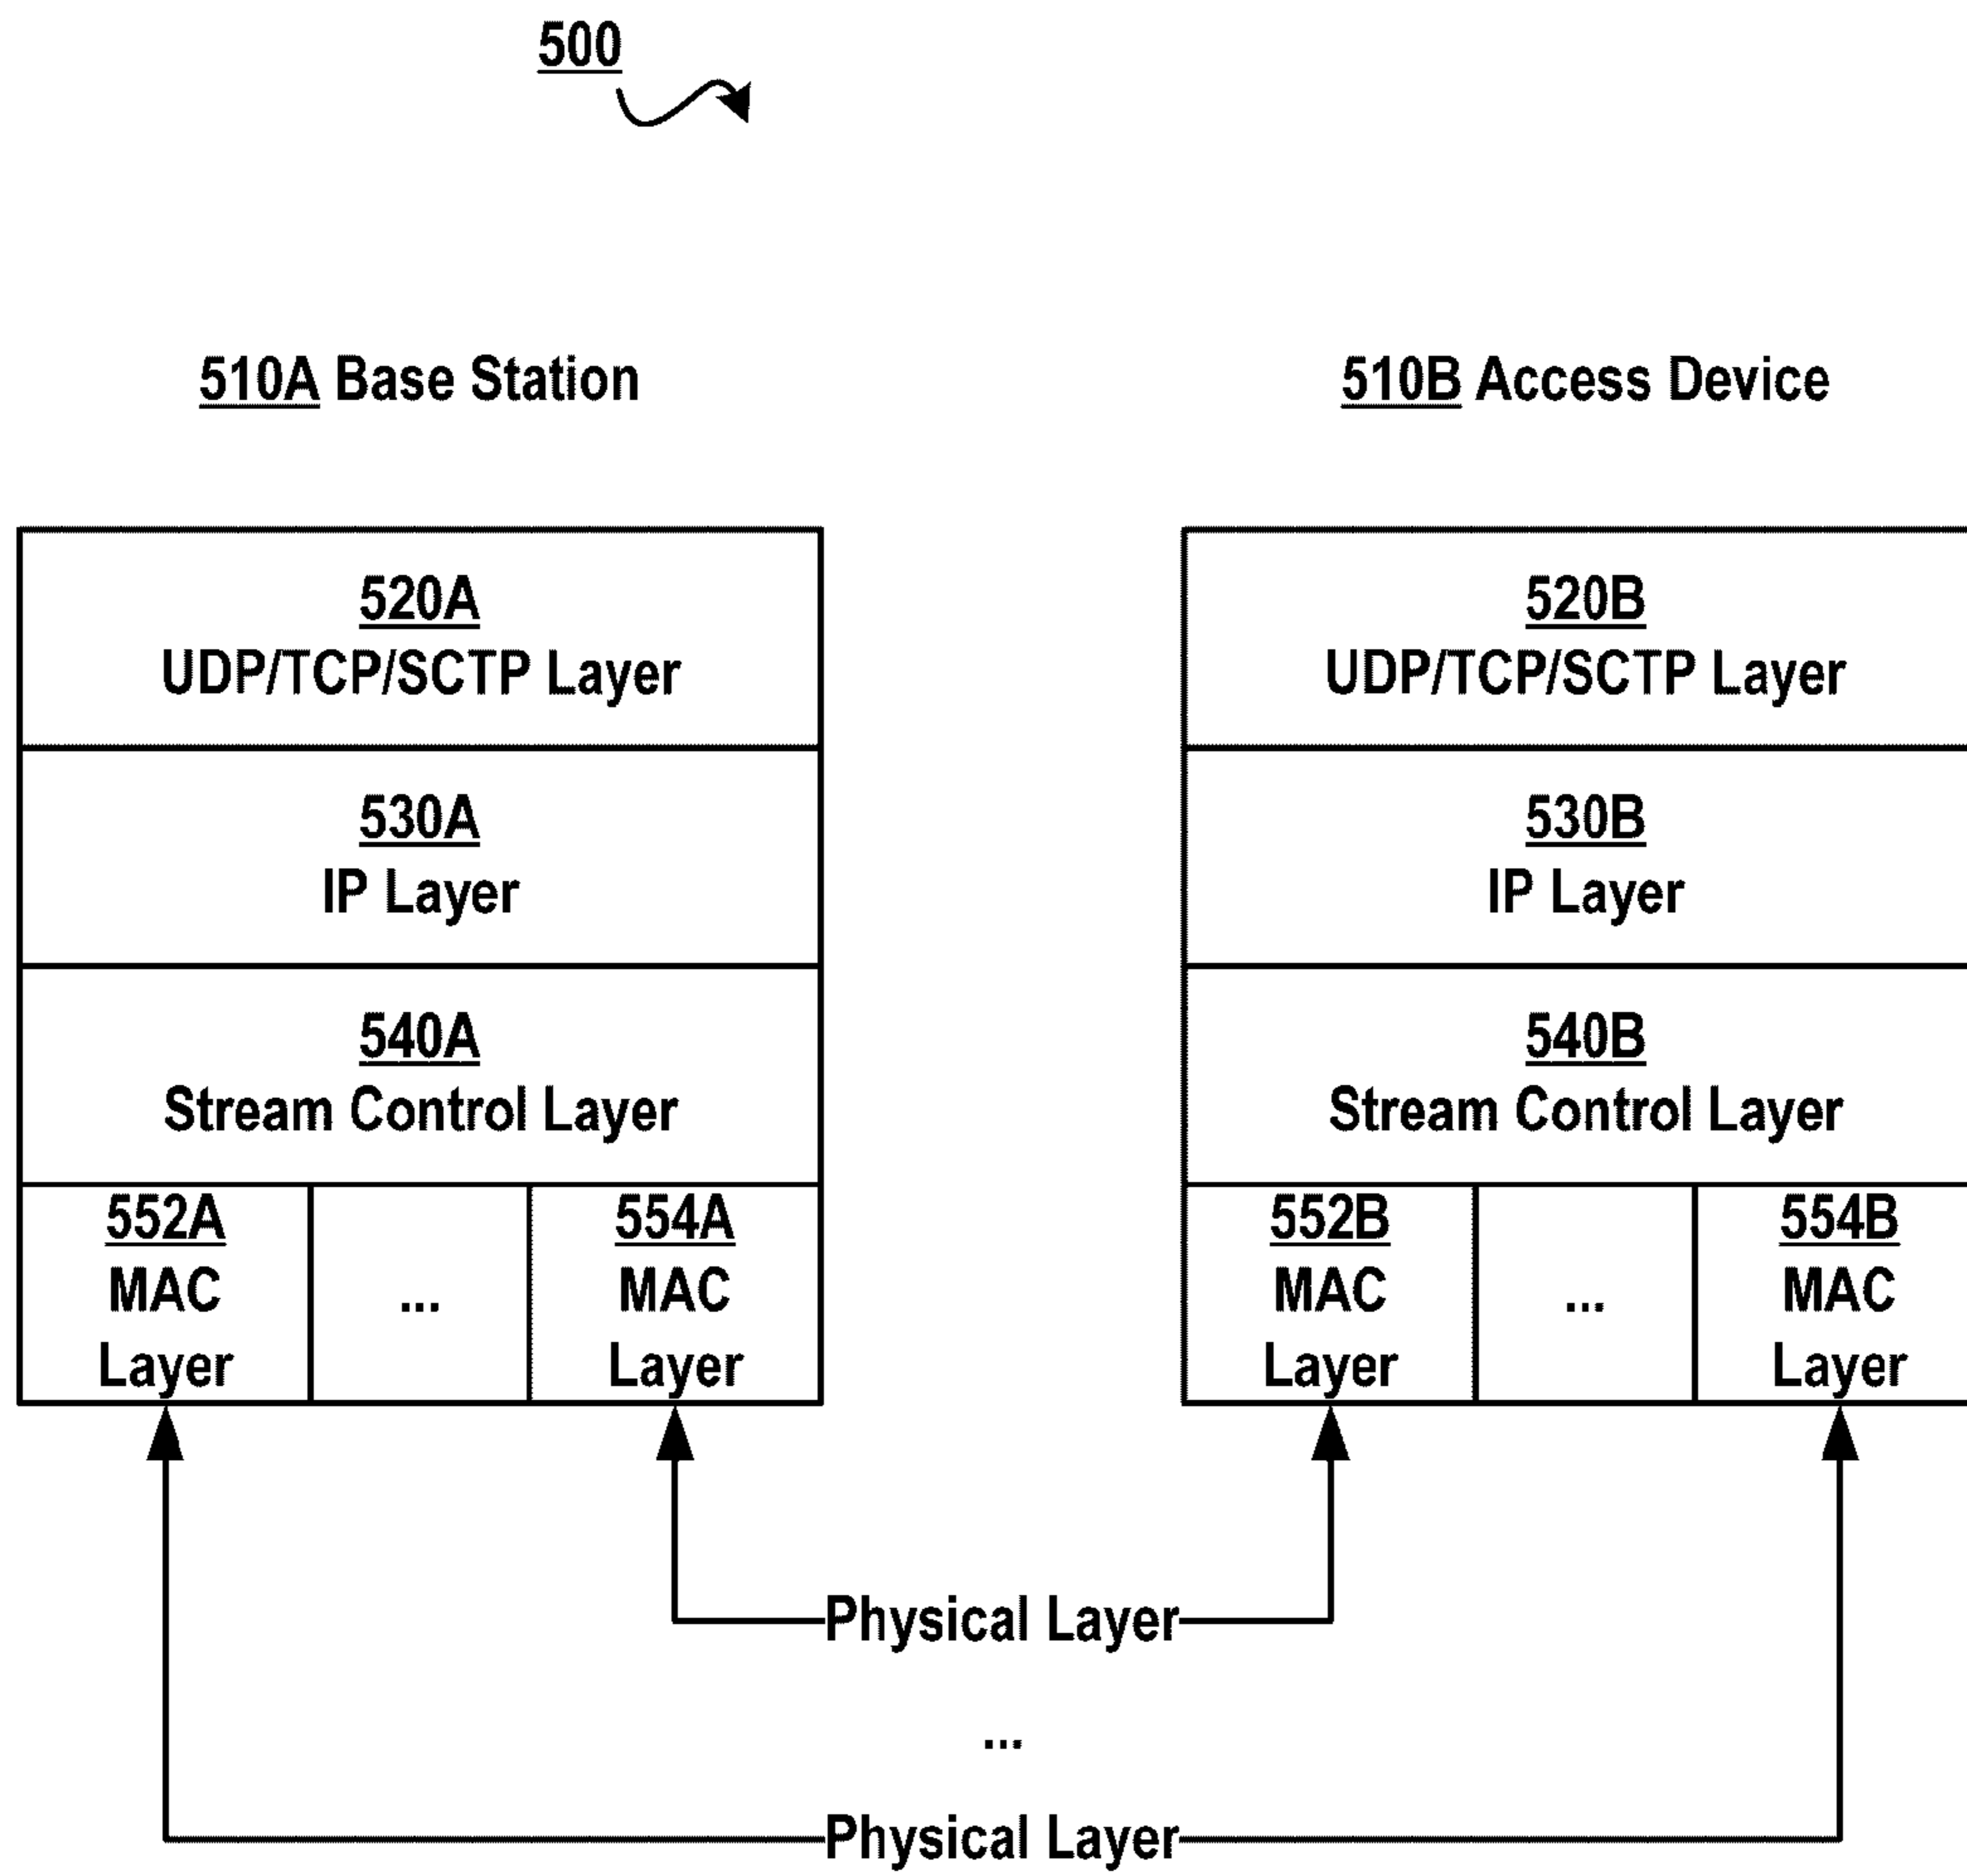 500
510A Base Station
510B Access Device
520A
UDP/TCP/SCTP Layer
530A
IP Layer
540A
Stream Control Layer
552A
MAC
Layer
...
554A
MAC
Layer
520B
UDP/TCP/SCTP Layer
530B
IP Layer
540B
Stream Control Layer
552B
MAC
Layer
...
554B
MAC
Layer
Physical Layer
...
Physical Layer